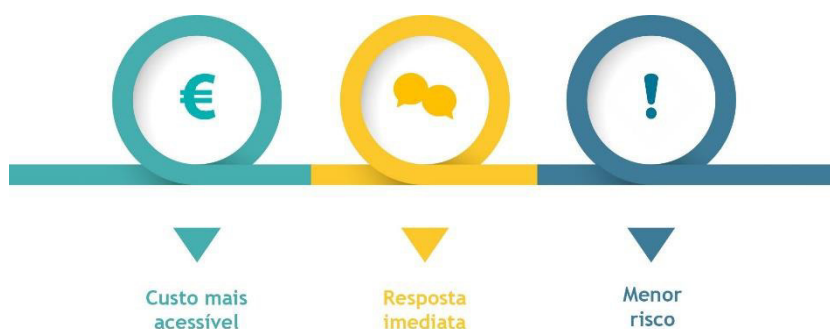 €
!
Custo mais
acessível
Resposta
imediata
Menor
risco